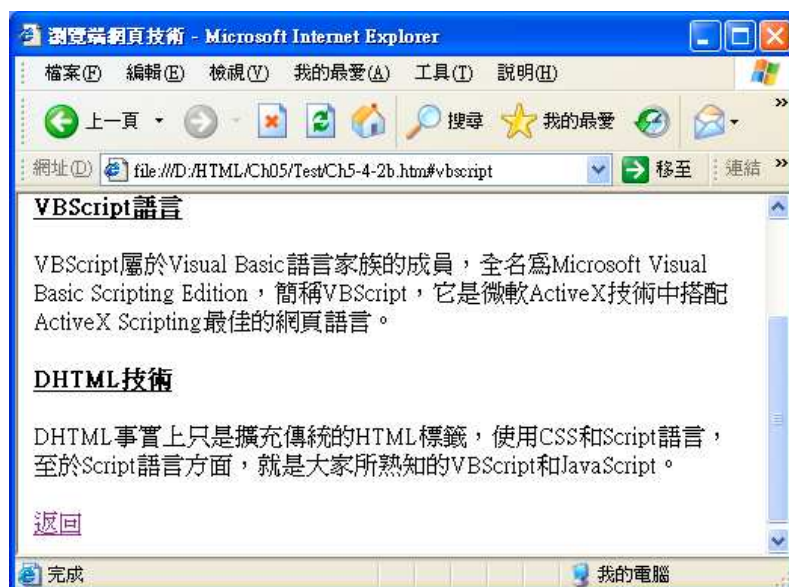 瀏覽端網頁技術 - Microsoft Internet Explorer
檔案(F) 編輯(E) 檢視(V) 我的最愛(A) 工具(T) 說明(H)
上一頁 搜尋 我的最愛 »
網址(D) file:///D:/HTML/Ch05/Test/Ch5-4-2b.htm#vbscript 移至 連結 »
VBScript語言
VBScript屬於Visual Basic語言家族的成員，全名為Microsoft Visual
Basic Scripting Edition，簡稱VBScript，它是微軟ActiveX技術中搭配
ActiveX Scripting最佳的網頁語言。
DHTML技術
DHTML事實上只是擴充傳統的HTML標籤，使用CSS和Script語言，
至於Script語言方面，就是大家所熟知的VBScript和JavaScript。
返回
完成 我的電腦